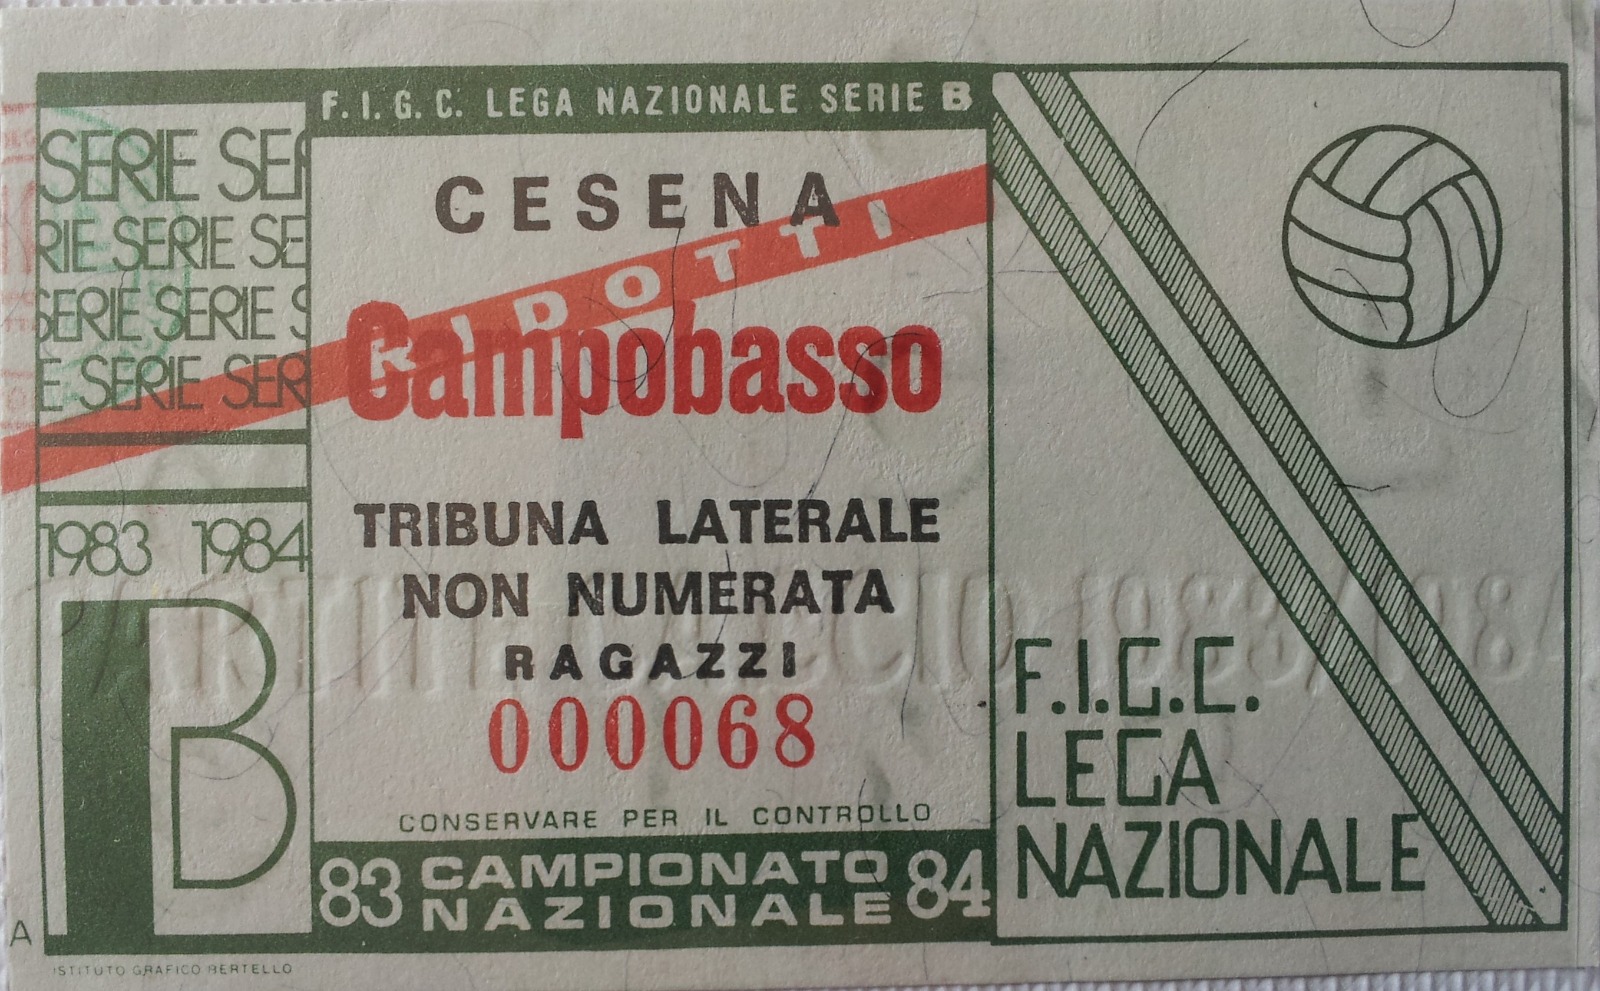 F. I. G. C. LEGA NAZIONALE SERIE B
SERIE SER
RIE SERIE SE
SERIE SERIE S
E SERIE SER
1983 1984
B
CESENA
RIDOTTI
Campobasso
TRIBUNA LATERALE
NON NUMERATA
RAGAZZI
000068
CONSERVARE PER IL CONTROLLO
83 CAMPIONATO NAZIONALE 84
F.I.G.C.
LEGA
NAZIONALE
A
ISTITUTO GRAFICO BERTELLO